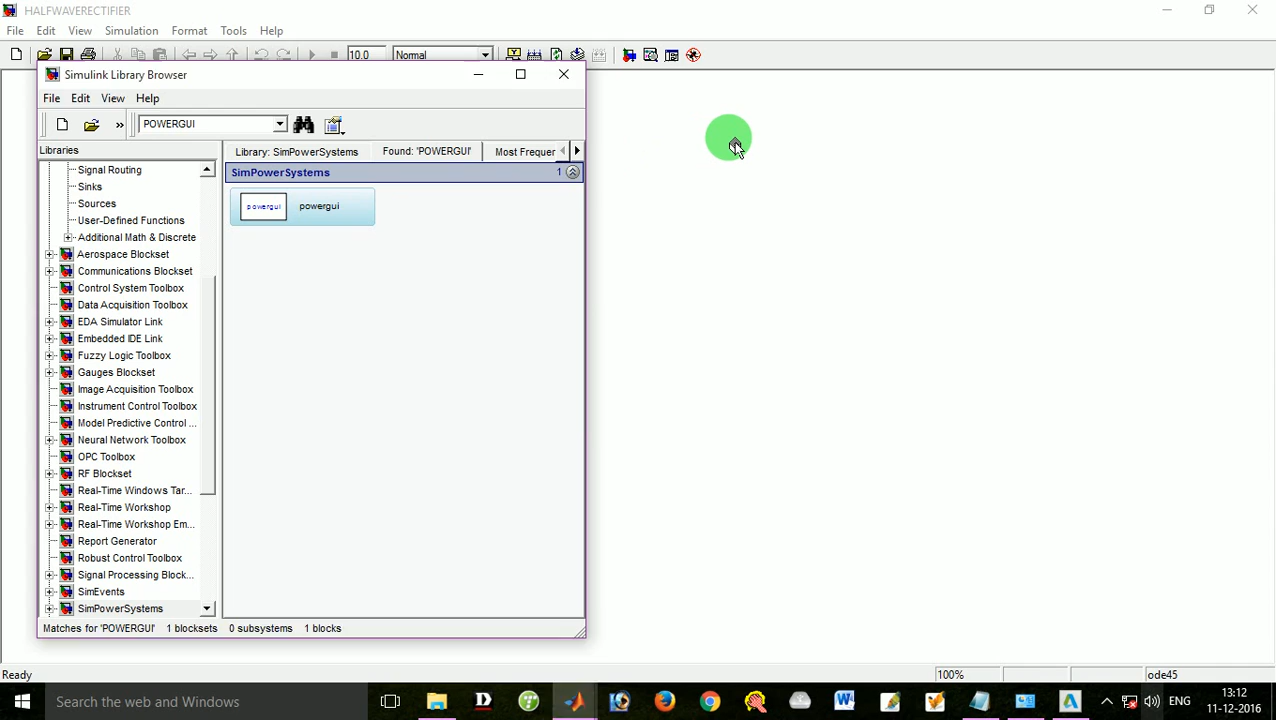 HALFWAVERECTIFIER
File Edit View Simulation Format Tools Help
10.0 Normal
Simulink Library Browser
File Edit View Help
» POWERGUI
Libraries
Library: SimPowerSystems Found: 'POWERGUI' Most Frequer
SimPowerSystems 1
powergui powergui
Signal Routing
Sinks
Sources
User-Defined Functions
Additional Math & Discrete
Aerospace Blockset
Communications Blockset
Control System Toolbox
Data Acquisition Toolbox
EDA Simulator Link
Embedded IDE Link
Fuzzy Logic Toolbox
Gauges Blockset
Image Acquisition Toolbox
Instrument Control Toolbox
Model Predictive Control ...
Neural Network Toolbox
OPC Toolbox
RF Blockset
Real-Time Windows Tar...
Real-Time Workshop
Real-Time Workshop Em...
Report Generator
Robust Control Toolbox
Signal Processing Block...
SimEvents
SimPowerSystems
Matches for 'POWERGUI' 1 blocksets 0 subsystems 1 blocks
Ready 100% ode45
Search the web and Windows
ENG
13:12
11-12-2016